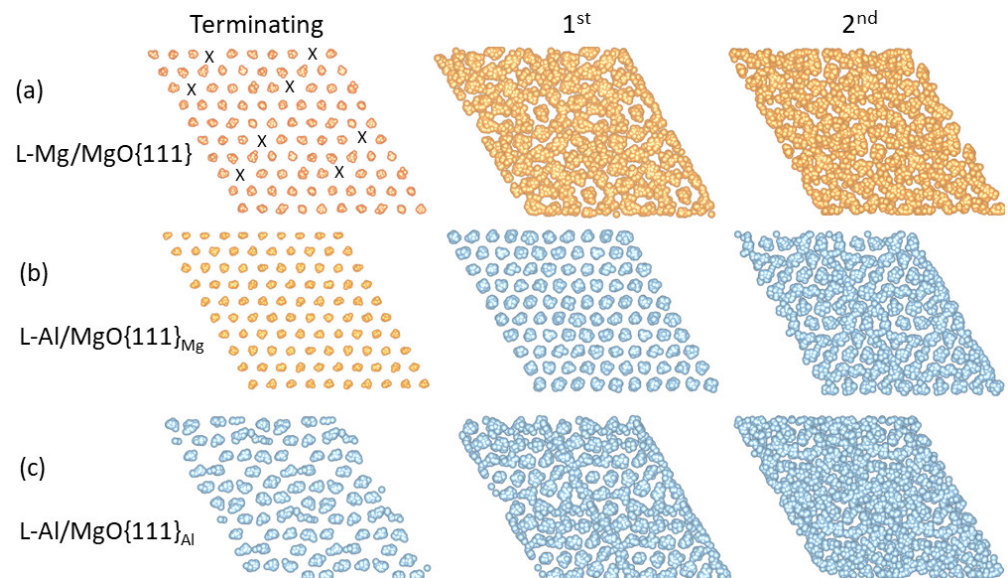 Terminating 1st 2nd
(a)
L-Mg/MgO{111}
X X
X X
X X
X X
(b)
L-Al/MgO{111}Mg
(c)
L-Al/MgO{111}Al